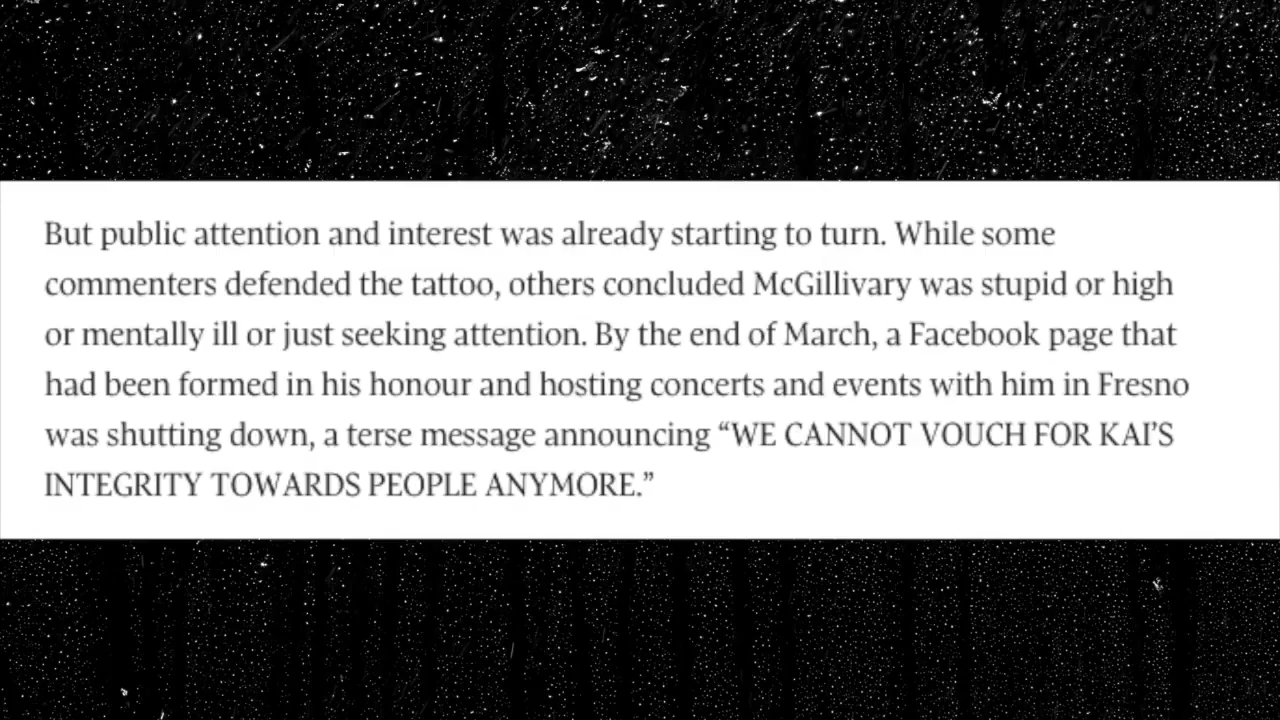 But public attention and interest was already starting to turn. While some
commenters defended the tattoo, others concluded McGillivary was stupid or high
or mentally ill or just seeking attention. By the end of March, a Facebook page that
had been formed in his honour and hosting concerts and events with him in Fresno
was shutting down, a terse message announcing “WE CANNOT VOUCH FOR KAI’S
INTEGRITY TOWARDS PEOPLE ANYMORE.”